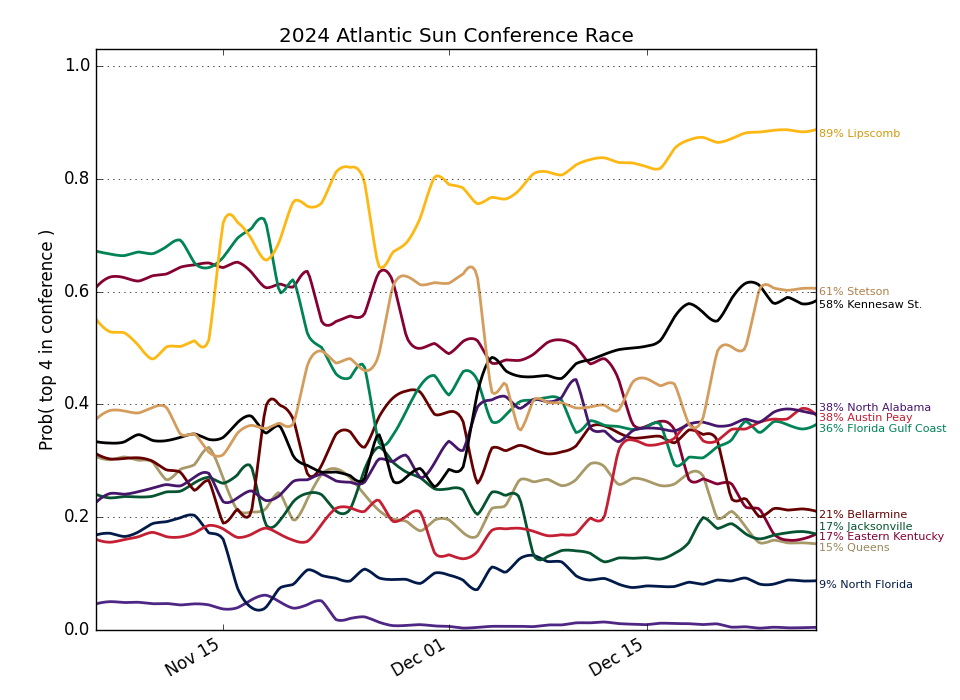 2024 Atlantic Sun Conference Race
Prob( top 4 in conference )
1.0
0.8
0.6
0.4
0.2
0.0
Nov 15
Dec 01
Dec 15
89% Lipscomb
61% Stetson
58% Kennesaw St.
38% North Alabama
38% Austin Peay
36% Florida Gulf Coast
21% Bellarmine
17% Jacksonville
17% Eastern Kentucky
15% Queens
9% North Florida